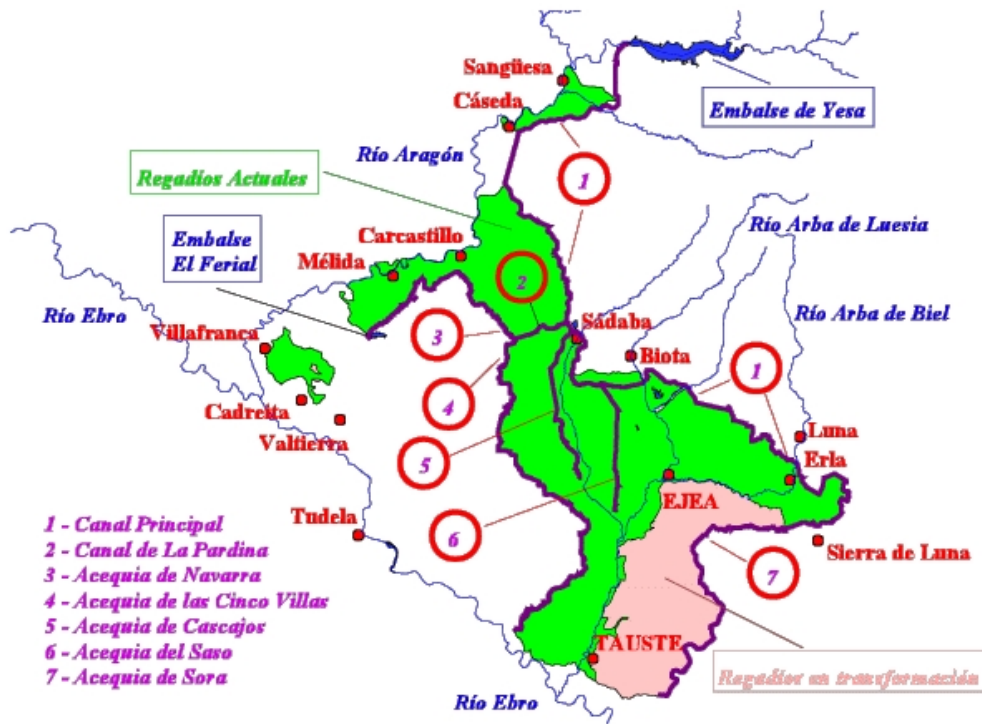 Sangüesa
Embalse de Yesa
Cáseda
Río Aragón
1
Regadíos Actuales
Río Arba de Luesia
Embalse
El Ferial
Carcastillo
Mélida
2
Río Ebro
Río Arba de Biel
Villafranca
3
Sádaba
Biota
1
4
Cadreita
Valtierra
Luna
5
Erla
EJEA
Tudela
6
Sierra de Luna
7
1 - Canal Principal
2 - Canal de La Pardina
3 - Acequia de Navarra
4 - Acequia de las Cinco Villas
5 - Acequia de Cascajos
6 - Acequia del Saso
7 - Acequia de Sora
TAUSTE
Regadíos en transformación
Río Ebro